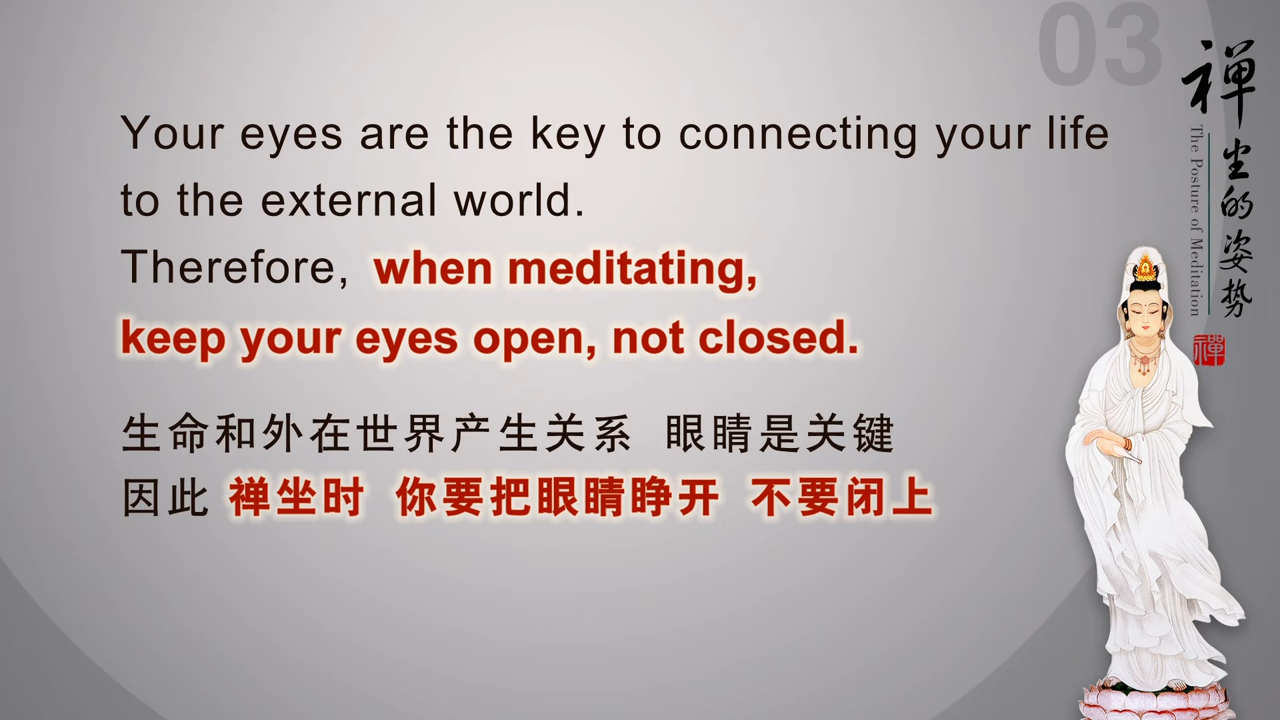 03
Your eyes are the key to connecting your life
to the external world.
Therefore, when meditating,
keep your eyes open, not closed.
生命和外在世界产生关系 眼睛是关键
因此 禅坐时 你要把眼睛睁开 不要闭上
禅坐的姿势
The Posture of Meditation
禪